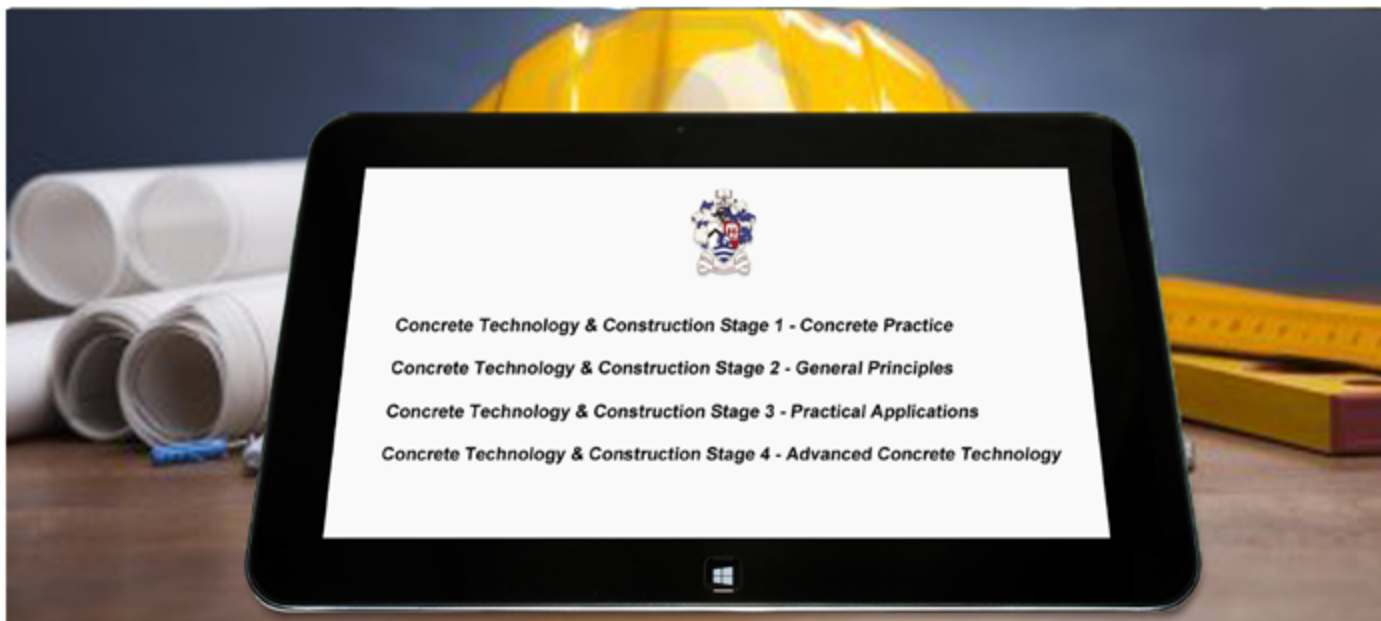 Concrete Technology & Construction Stage 1 - Concrete Practice
Concrete Technology & Construction Stage 2 - General Principles
Concrete Technology & Construction Stage 3 - Practical Applications
Concrete Technology & Construction Stage 4 - Advanced Concrete Technology